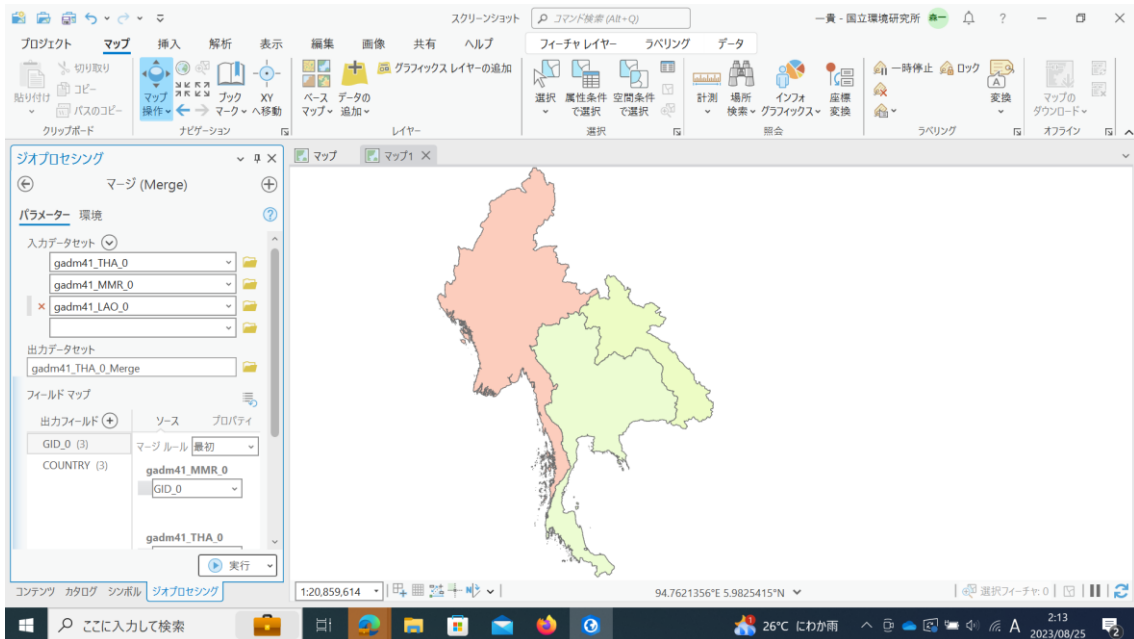 スクリーンショット
コマンド検索 (Alt+Q)
一貴 - 国立環境研究所
森一
?
プロジェクト マップ 挿入 解析 表示 編集 画像 共有 ヘルプ フィーチャ レイヤー ラベリング データ
貼り付け
切り取り
コピー
パスのコピー
クリップボード
マップ操作
ブックマーク
XY へ移動
ナビゲーション
ベースマップ
データの追加
グラフィックス レイヤーの追加
レイヤー
選択
属性条件で選択
空間条件で選択
選択
計測
場所検索
インフォグラフィックス
座標変換
照会
一時停止
ロック
変換
ラベリング
マップのダウンロード
オフライン
ジオプロセシング
マップ
マップ1
マージ (Merge)
パラメーター 環境
入力データセット
gadm41_THA_0
gadm41_MMR_0
gadm41_LAO_0
出力データセット
gadm41_THA_0_Merge
フィールド マップ
出力フィールド ソース プロパティ
GID_0 (3)
マージ ルール 最初
COUNTRY (3)
gadm41_MMR_0
GID_0
gadm41_THA_0
実行
コンテンツ カタログ シンボル ジオプロセシング
1:20,859,614
94.7621356°E 5.9825415°N
選択フィーチャ: 0
ここに入力して検索
26°C にわか雨
A
2:13
2023/08/25
2